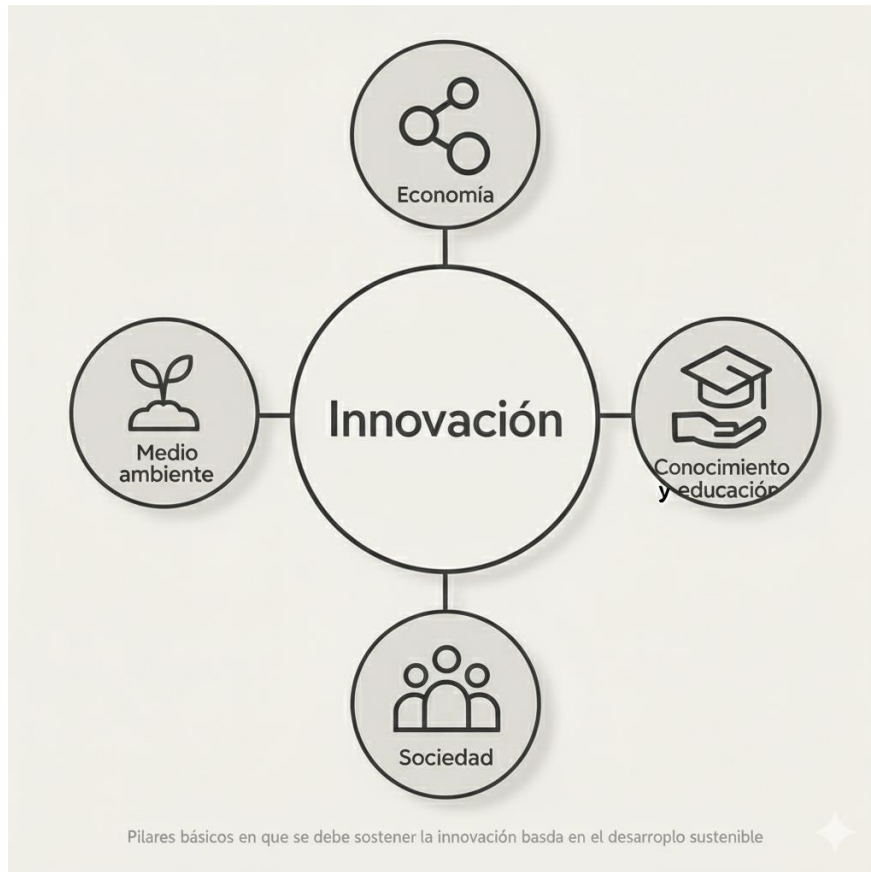 Economía
Innovación
Medio
ambiente
Conocimiento
y educación
Sociedad
Pilares básicos en que se debe sostener la innovación basda en el desarroplo sustenible